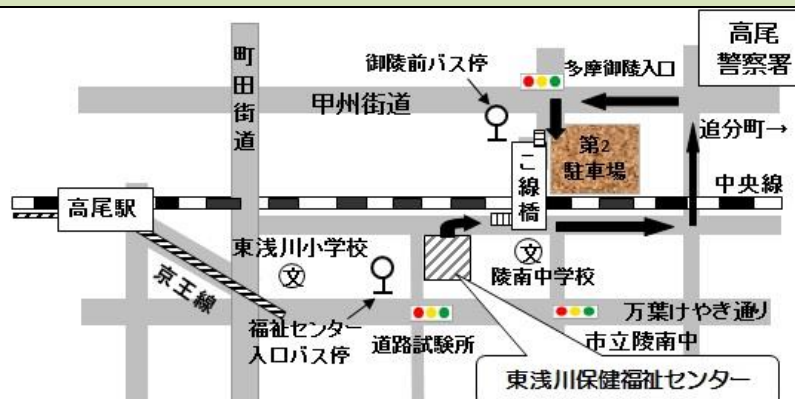 高尾
警察署
町田街道
御陵前バス停
多摩御陵入口
甲州街道
追分町→
第2
駐車場
こ線橋
中央線
高尾駅
東浅川小学校
文
文
陵南中学校
京王線
万葉けやき通り
福祉センター
入口バス停
道路試験所
市立陵南中
東浅川保健福祉センター